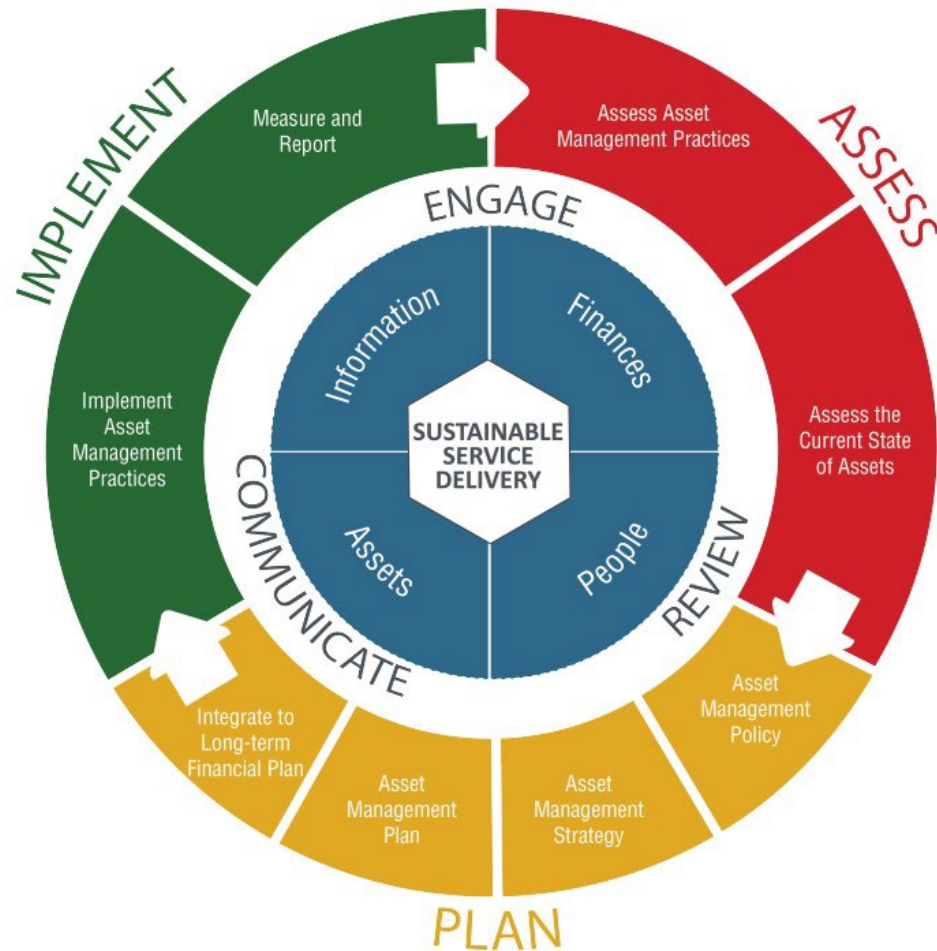 IMPLEMENT
Measure and
Report
Assess Asset
Management Practices
ASSESS
ENGAGE
Information
Finances
Implement
Asset
Management
Practices
SUSTAINABLE
SERVICE
DELIVERY
Assess the
Current State
of Assets
COMMUNICATE
Assets
People
REVIEW
Integrate to
Long-term
Financial Plan
Asset
Management
Plan
Asset
Management
Strategy
Asset
Management
Policy
PLAN